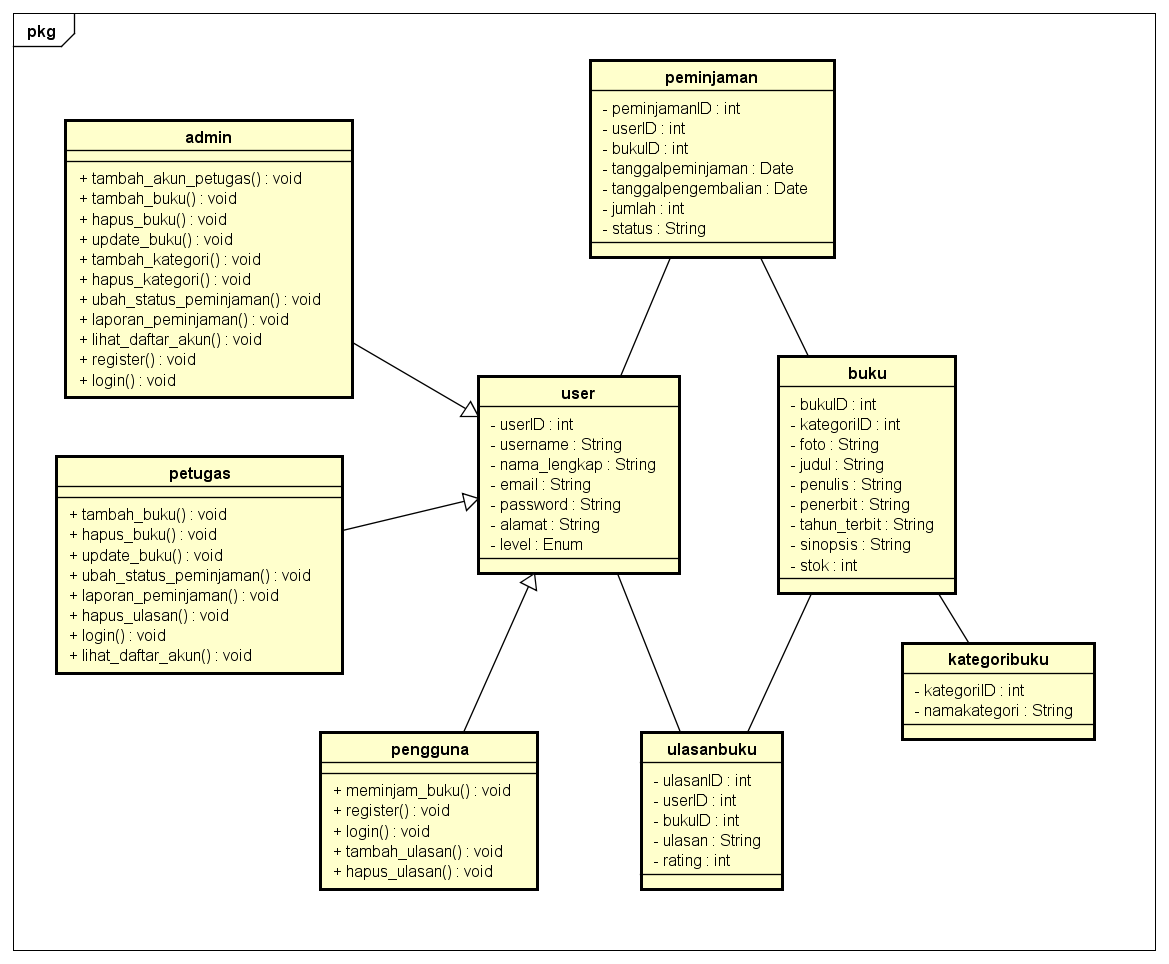 pkg
peminjaman
- peminjamanID : int
- userID : int
- bukuID : int
- tanggalpeminjaman : Date
- tanggalpengembalian : Date
- jumlah : int
- status : String
admin
+ tambah_akun_petugas() : void
+ tambah_buku() : void
+ hapus_buku() : void
+ update_buku() : void
+ tambah_kategori() : void
+ hapus_kategori() : void
+ ubah_status_peminjaman() : void
+ laporan_peminjaman() : void
+ lihat_daftar_akun() : void
+ register() : void
+ login() : void
user
- userID : int
- username : String
- nama_lengkap : String
- email : String
- password : String
- alamat : String
- level : Enum
buku
- bukuID : int
- kategoriID : int
- foto : String
- judul : String
- penulis : String
- penerbit : String
- tahun_terbit : String
- sinopsis : String
- stok : int
petugas
+ tambah_buku() : void
+ hapus_buku() : void
+ update_buku() : void
+ ubah_status_peminjaman() : void
+ laporan_peminjaman() : void
+ hapus_ulasan() : void
+ login() : void
+ lihat_daftar_akun() : void
kategoribuku
- kategoriID : int
- namakategori : String
pengguna
+ meminjam_buku() : void
+ register() : void
+ login() : void
+ tambah_ulasan() : void
+ hapus_ulasan() : void
ulasanbuku
- ulasanID : int
- userID : int
- bukuID : int
- ulasan : String
- rating : int